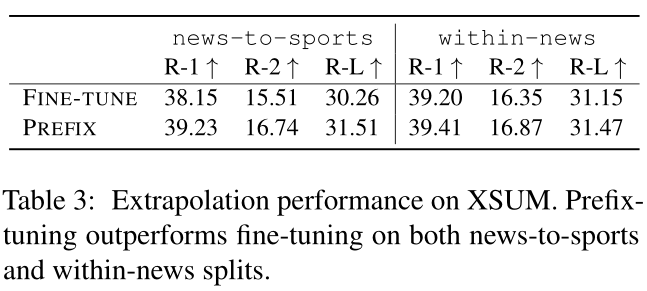 news-to-sports within-news
R-1 ↑ R-2 ↑ R-L ↑ R-1 ↑ R-2 ↑ R-L ↑
FINE-TUNE 38.15 15.51 30.26 39.20 16.35 31.15
PREFIX 39.23 16.74 31.51 39.41 16.87 31.47
Table 3: Extrapolation performance on XSUM. Prefix-
tuning outperforms fine-tuning on both news-to-sports
and within-news splits.